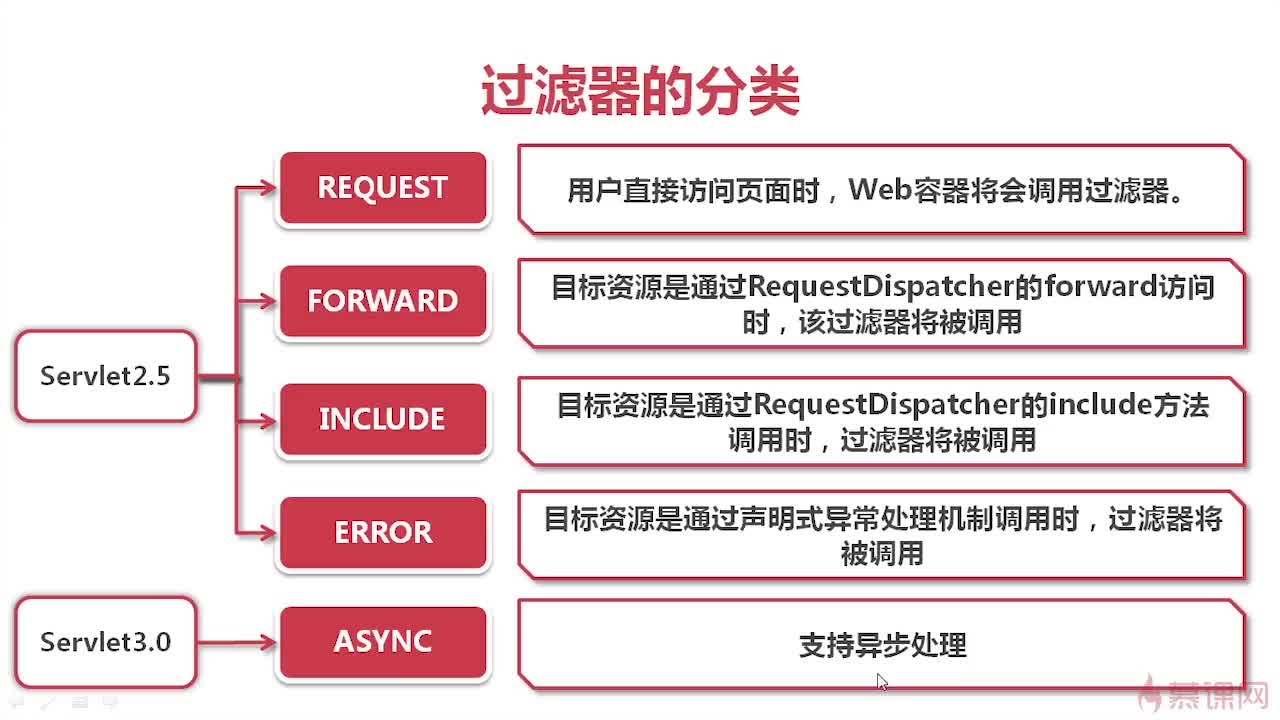 过滤器的分类
Servlet2.5
REQUEST
用户直接访问页面时，Web容器将会调用过滤器。
FORWARD
目标资源是通过RequestDispatcher的forward访问
时，该过滤器将被调用
INCLUDE
目标资源是通过RequestDispatcher的include方法
调用时，过滤器将被调用
ERROR
目标资源是通过声明式异常处理机制调用时，过滤器将
被调用
Servlet3.0
ASYNC
支持异步处理
慕课网